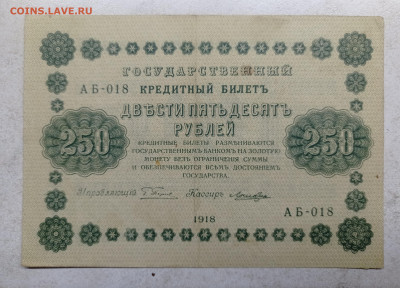 COINS.ЛАВЕ.RU
ГОСУДАРСТВЕННЫЙ
АБ-018 КРЕДИТНЫЙ БИЛЕТЪ
ДВѢСТИ ПЯТЬДЕСЯТЪ
РУБЛЕЙ
250 250
КРЕДИТНЫЕ БИЛЕТЫ РАЗМѢНИВАЮТСЯ
ГОСУДАРСТВЕННЫМЪ БАНКОМЪ НА ЗОЛОТУЮ
МОНЕТУ БЕЗЪ ОГРАНИЧЕНІЯ СУММЫ
И ОБЕЗПЕЧИВАЮТСЯ ВСѢМЪ ДОСТОЯНІЕМЪ
ГОСУДАРСТВА.
Управляющій Кассиръ
АБ-018
1918